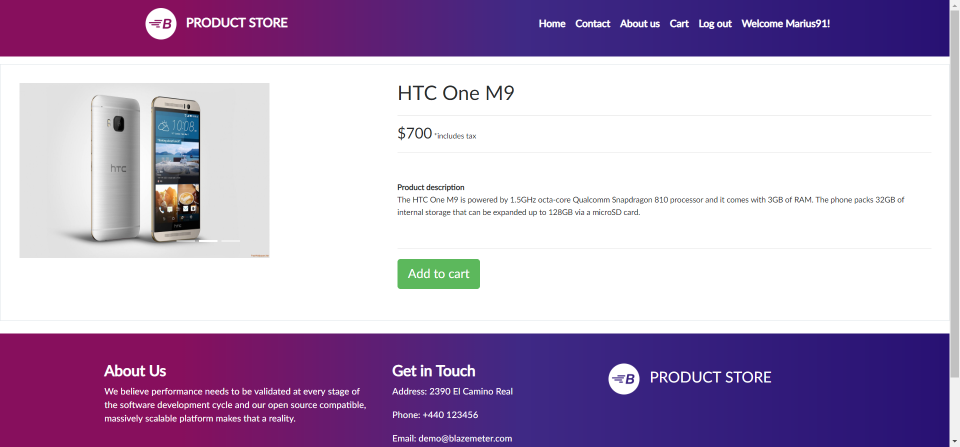 PRODUCT STORE
Home Contact About us Cart Log out Welcome Marius91!
HTC One M9
$700 *includes tax
Product description
The HTC One M9 is powered by 1.5GHz octa-core Qualcomm Snapdragon 810 processor and it comes with 3GB of RAM. The phone packs 32GB of
internal storage that can be expanded up to 128GB via a microSD card.
hTC
10:08
Add to cart
About Us
We believe performance needs to be validated at every stage of
the software development cycle and our open source compatible,
massively scalable platform makes that a reality.
Get in Touch
Address: 2390 El Camino Real
Phone: +440 123456
Email: demo@blazemeter.com
B PRODUCT STORE